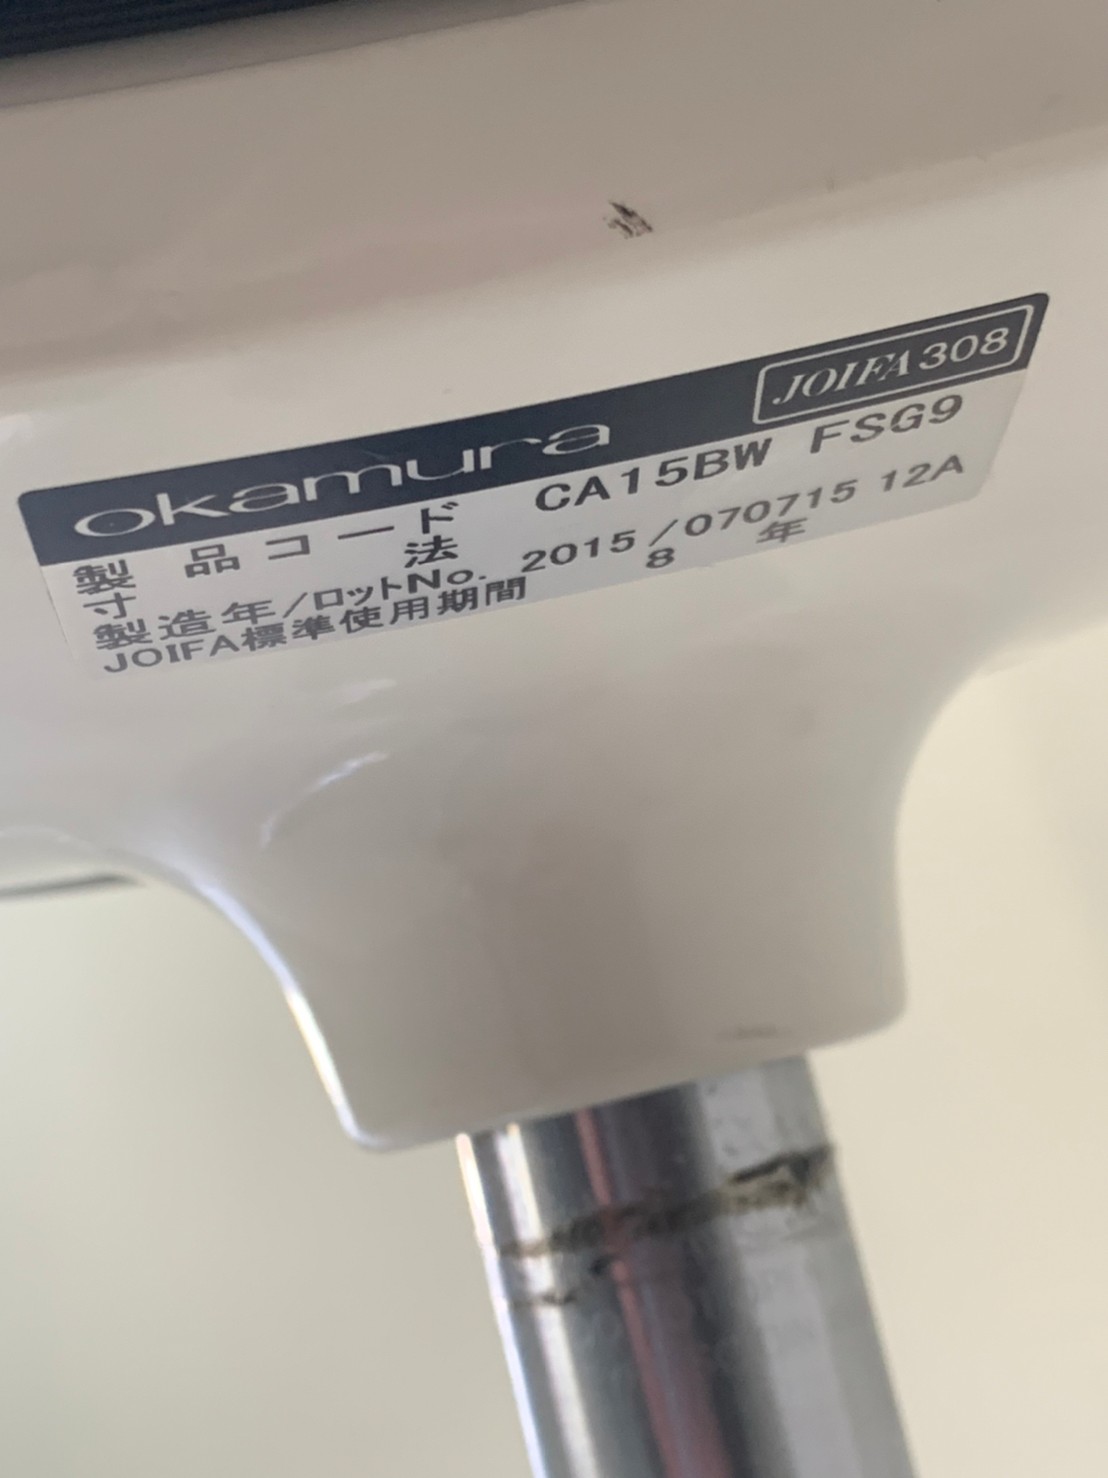 okamura JOIFA308
製品コード CA15BW FSG9
寸法
製造年/ロットNo. 2015/070715 12A
JOIFA標準使用期間 8年